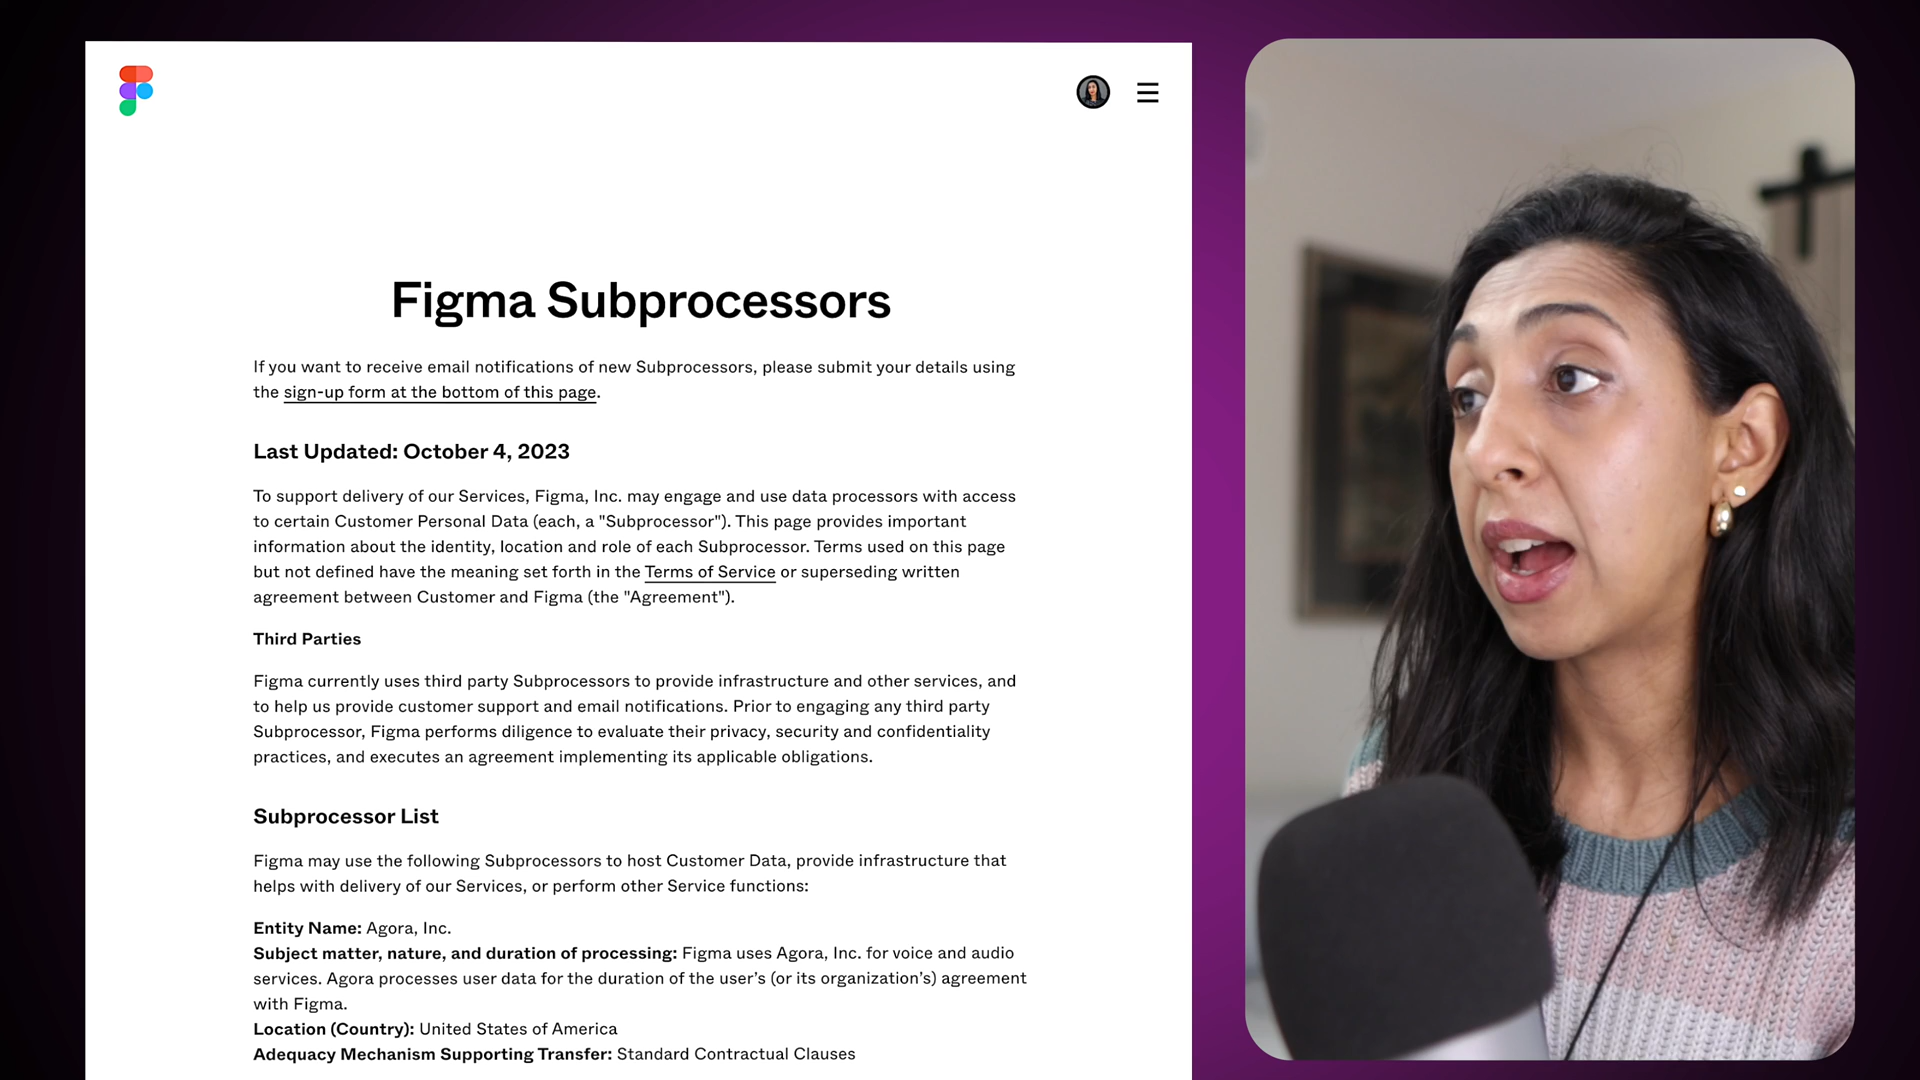 Figma Subprocessors
If you want to receive email notifications of new Subprocessors, please submit your details using
the sign-up form at the bottom of this page.
Last Updated: October 4, 2023
To support delivery of our Services, Figma, Inc. may engage and use data processors with access
to certain Customer Personal Data (each, a "Subprocessor"). This page provides important
information about the identity, location and role of each Subprocessor. Terms used on this page
but not defined have the meaning set forth in the Terms of Service or superseding written
agreement between Customer and Figma (the "Agreement").
Third Parties
Figma currently uses third party Subprocessors to provide infrastructure and other services, and
to help us provide customer support and email notifications. Prior to engaging any third party
Subprocessor, Figma performs diligence to evaluate their privacy, security and confidentiality
practices, and executes an agreement implementing its applicable obligations.
Subprocessor List
Figma may use the following Subprocessors to host Customer Data, provide infrastructure that
helps with delivery of our Services, or perform other Service functions:
Entity Name: Agora, Inc.
Subject matter, nature, and duration of processing: Figma uses Agora, Inc. for voice and audio
services. Agora processes user data for the duration of the user’s (or its organization’s) agreement
with Figma.
Location (Country): United States of America
Adequacy Mechanism Supporting Transfer: Standard Contractual Clauses